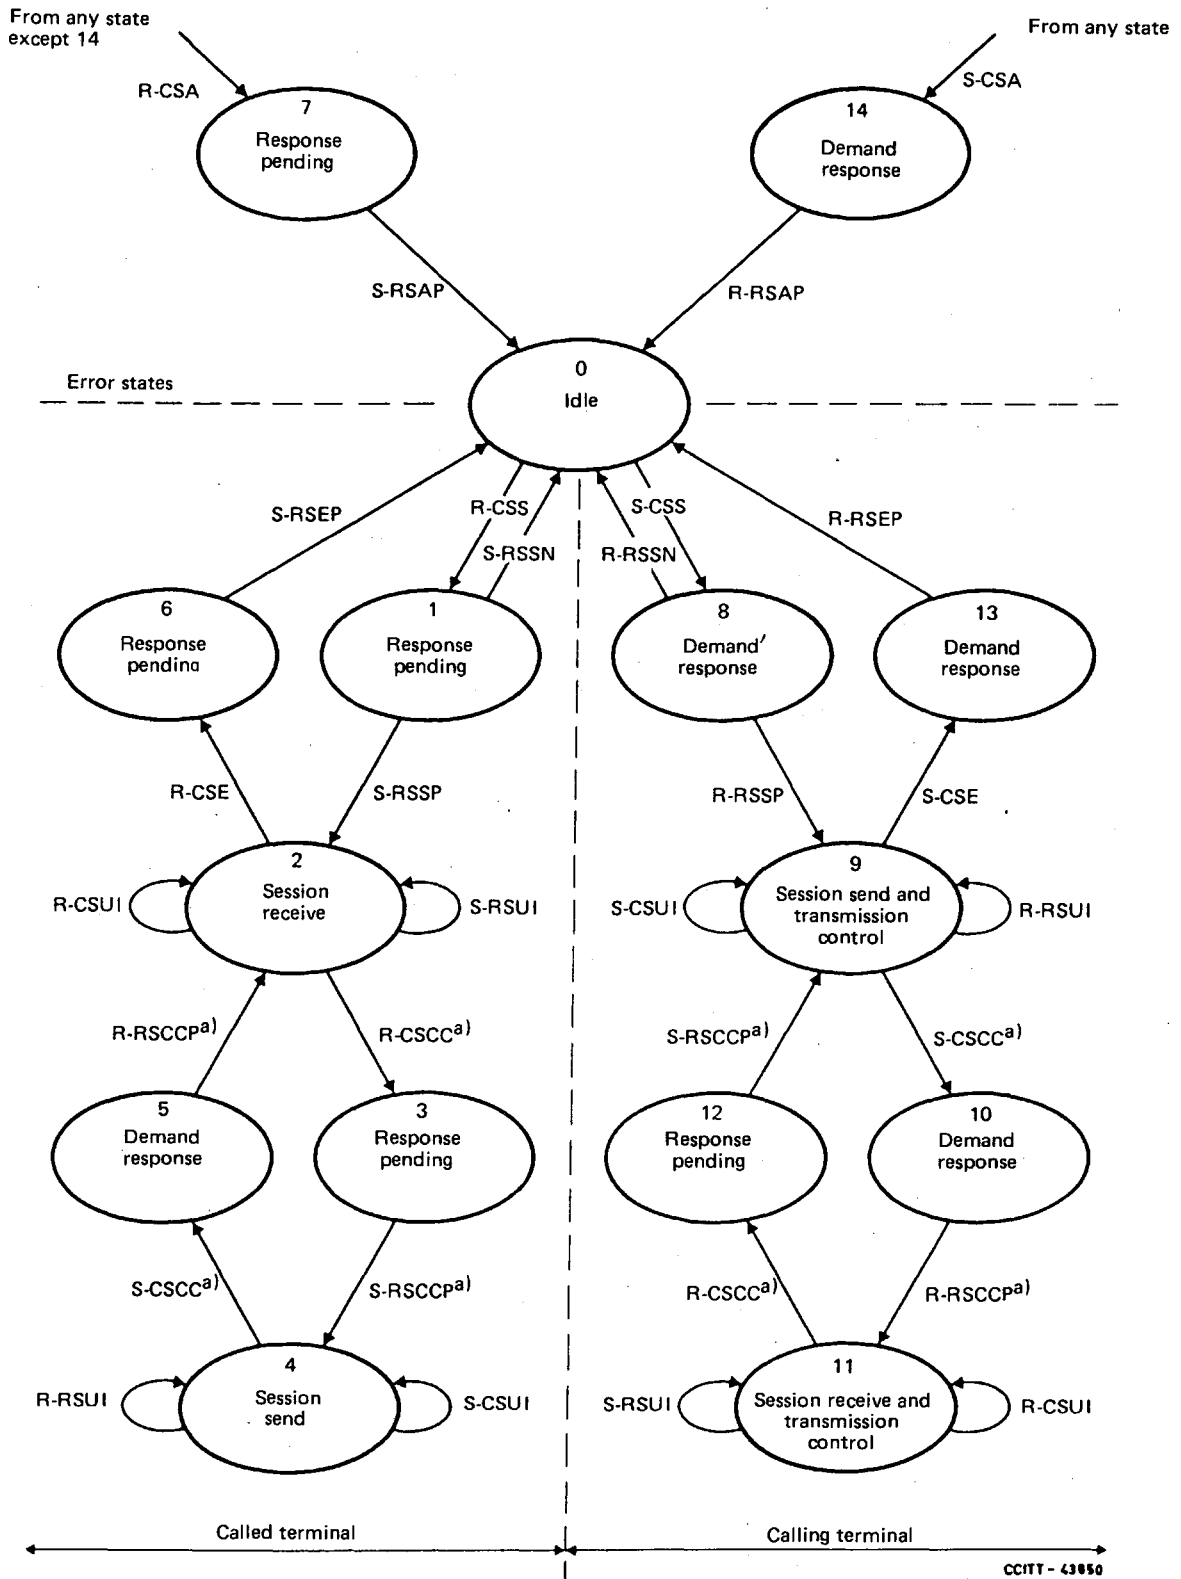 From any state
except 14
From any state
R-CSA
S-CSA
7
Response
pending
14
Demand
response
S-RSAP
R-RSAP
0
Idle
Error states
S-RSEP
R-CSS
S-RSSN
S-CSS
R-RSSN
R-RSEP
6
Response
pending
1
Response
pending
8
Demand
response
13
Demand
response
R-CSE
S-RSSP
R-RSSP
S-CSE
2
Session
receive
R-CSUI
S-RSUI
9
Session send and
transmission
control
S-CSUI
R-RSUI
R-RSCCPa)
R-CSCCa)
S-RSCCPa)
S-CSCCa)
5
Demand
response
3
Response
pending
12
Response
pending
10
Demand
response
S-CSCCa)
S-RSCCPa)
R-CSCCa)
R-RSCCPa)
4
Session
send
R-RSUI
S-CSUI
11
Session receive and
transmission
control
S-RSUI
R-CSUI
Called terminal
Calling terminal
CCITT - 43850